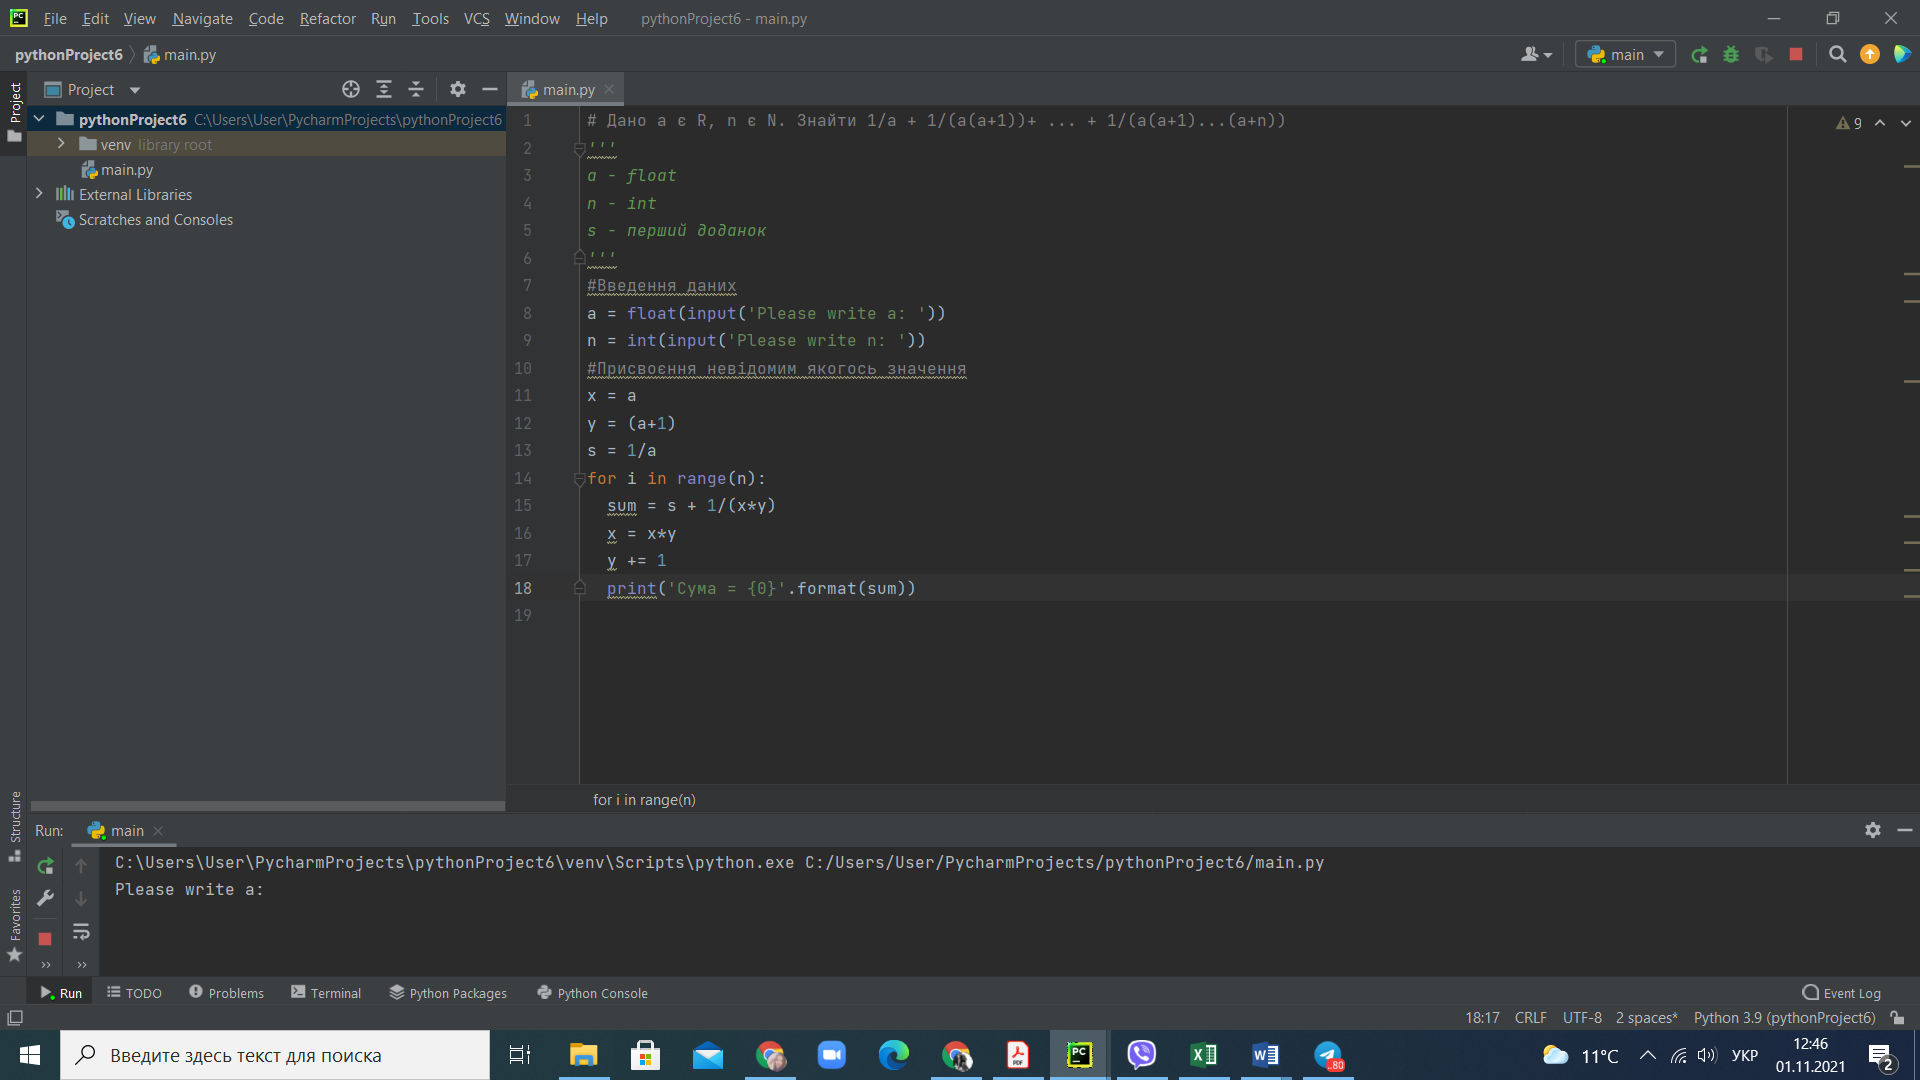 File Edit View Navigate Code Refactor Run Tools VCS Window Help pythonProject6 - main.py
pythonProject6 main.py main
Project
main.py
pythonProject6 C:\Users\User\PycharmProjects\pythonProject6
venv library root
main.py
External Libraries
Scratches and Consoles
Project
Structure
Favorites
1 # Дано a є R, n є N. Знайти 1/a + 1/(a(a+1))+ ... + 1/(a(a+1)...(a+n))
2 '''
3 a - float
4 n - int
5 s - перший доданок
6 '''
7 #Введення даних
8 a = float(input('Please write a: '))
9 n = int(input('Please write n: '))
10 #Присвоєння невідомим якогось значення
11 x = a
12 y = (a+1)
13 s = 1/a
14 for i in range(n):
15 sum = s + 1/(x*y)
16 x = x*y
17 y += 1
18 print('Сума = {0}'.format(sum))
19
9
for i in range(n)
Run: main
C:\Users\User\PycharmProjects\pythonProject6\venv\Scripts\python.exe C:/Users/User/PycharmProjects/pythonProject6/main.py
Please write a:
Run TODO Problems Terminal Python Packages Python Console Event Log
18:17 CRLF UTF-8 2 spaces* Python 3.9 (pythonProject6)
Введите здесь текст для поиска
11°C УКР 12:46
01.11.2021
2
80